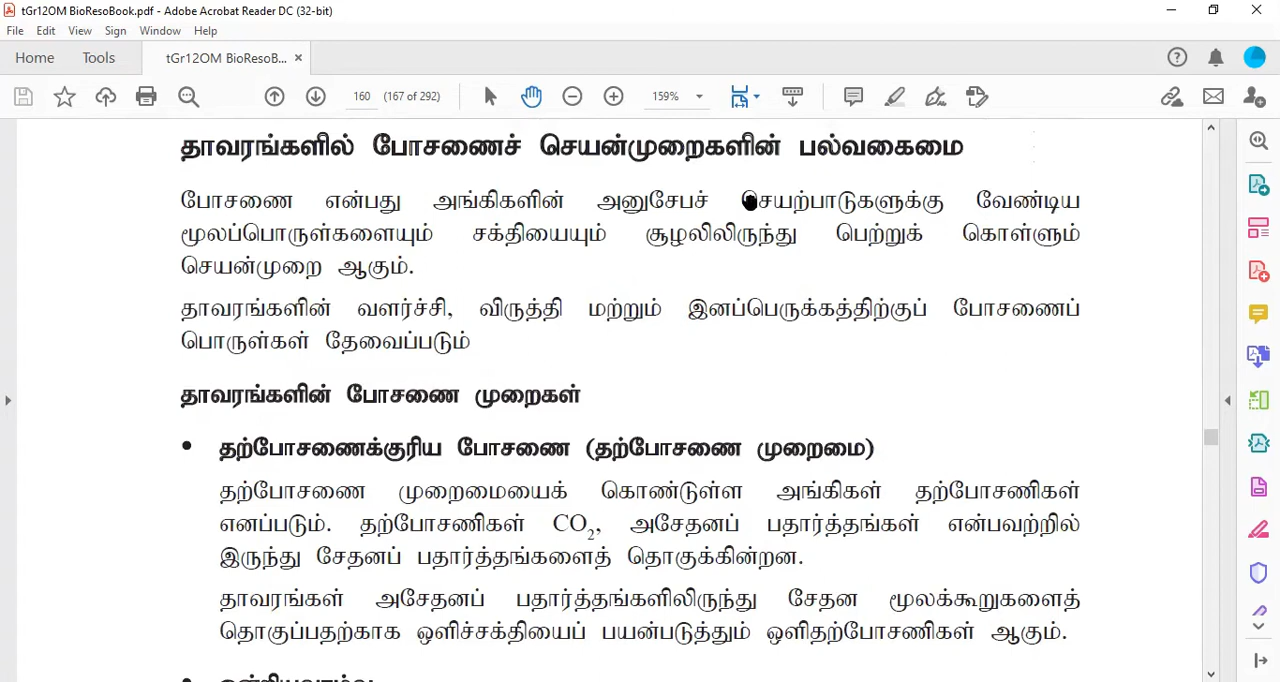 tGr12OM BioResoBook.pdf - Adobe Acrobat Reader DC (32-bit)
File Edit View Sign Window Help
Home Tools tGr12OM BioResoB... ×
160 (167 of 292) 159%
தாவரங்களில் போசணைச் செயன்முறைகளின் பல்வகைமை
போசணை என்பது அங்கிகளின் அனுசேபச் செயற்பாடுகளுக்கு வேண்டிய
மூலப்பொருள்களையும் சக்தியையும் சூழலிலிருந்து பெற்றுக் கொள்ளும்
செயன்முறை ஆகும்.
தாவரங்களின் வளர்ச்சி, விருத்தி மற்றும் இனப்பெருக்கத்திற்குப் போசணைப்
பொருள்கள் தேவைப்படும்
தாவரங்களின் போசணை முறைகள்
• தற்போசணைக்குரிய போசணை (தற்போசணை முறைமை)
தற்போசணை முறைமையைக் கொண்டுள்ள அங்கிகள் தற்போசணிகள்
எனப்படும். தற்போசணிகள் CO₂, அசேதனப் பதார்த்தங்கள் என்பவற்றில்
இருந்து சேதனப் பதார்த்தங்களைத் தொகுக்கின்றன.
தாவரங்கள் அசேதனப் பதார்த்தங்களிலிருந்து சேதன மூலக்கூறுகளைத்
தொகுப்பதற்காக ஒளிச்சக்தியைப் பயன்படுத்தும் ஒளிதற்போசணிகள் ஆகும்.